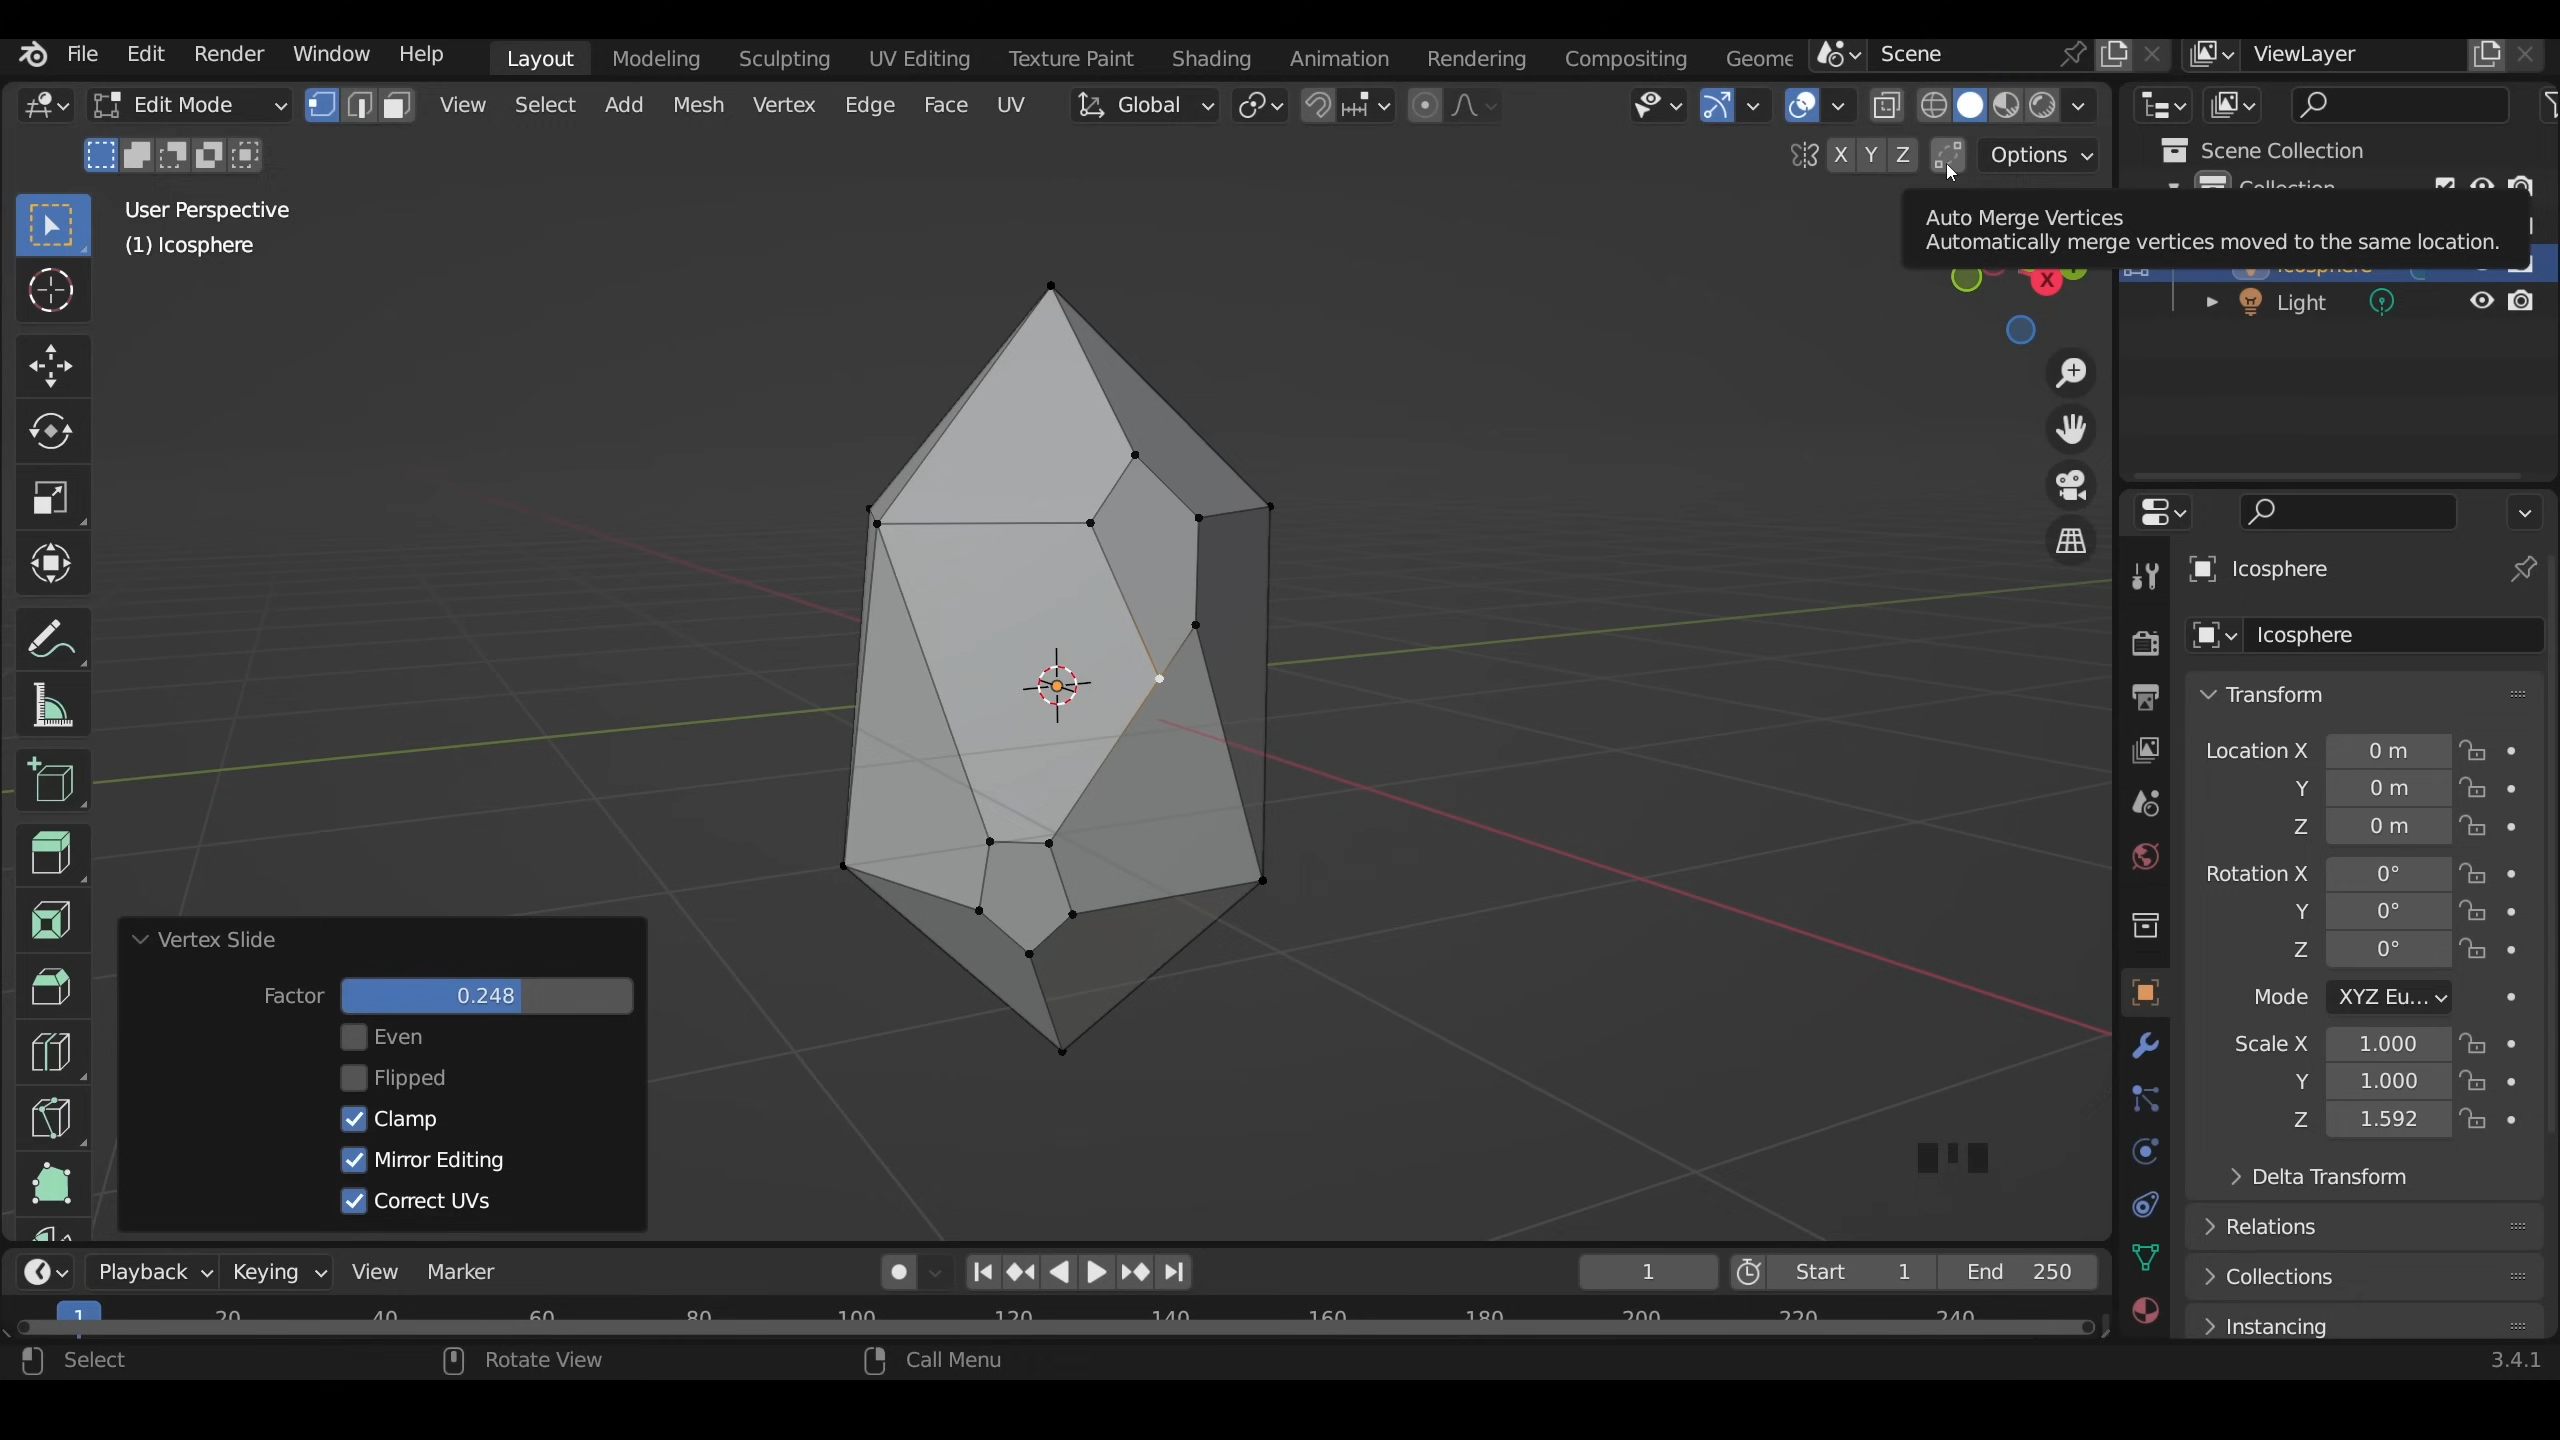 File Edit Render Window Help Layout Modeling Sculpting UV Editing Texture Paint Shading Animation Rendering Compositing Geome Scene ViewLayer
Edit Mode View Select Add Mesh Vertex Edge Face UV Global
X Y Z Options
Scene Collection
Collection
User Perspective
(1) Icosphere
Auto Merge Vertices
Automatically merge vertices moved to the same location.
Icosphere
X
Light
Icosphere
Icosphere
Transform
Location X 0 m
Y 0 m
Z 0 m
Rotation X 0°
Y 0°
Z 0°
Mode XYZ Eu...
Scale X 1.000
Y 1.000
Z 1.592
Delta Transform
Relations
Collections
Instancing
Vertex Slide
Factor 0.248
Even
Flipped
Clamp
Mirror Editing
Correct UVs
Playback Keying View Marker 1 Start 1 End 250
1 20 40 60 80 100 120 140 160 180 200 220 240
Select Rotate View Call Menu 3.4.1